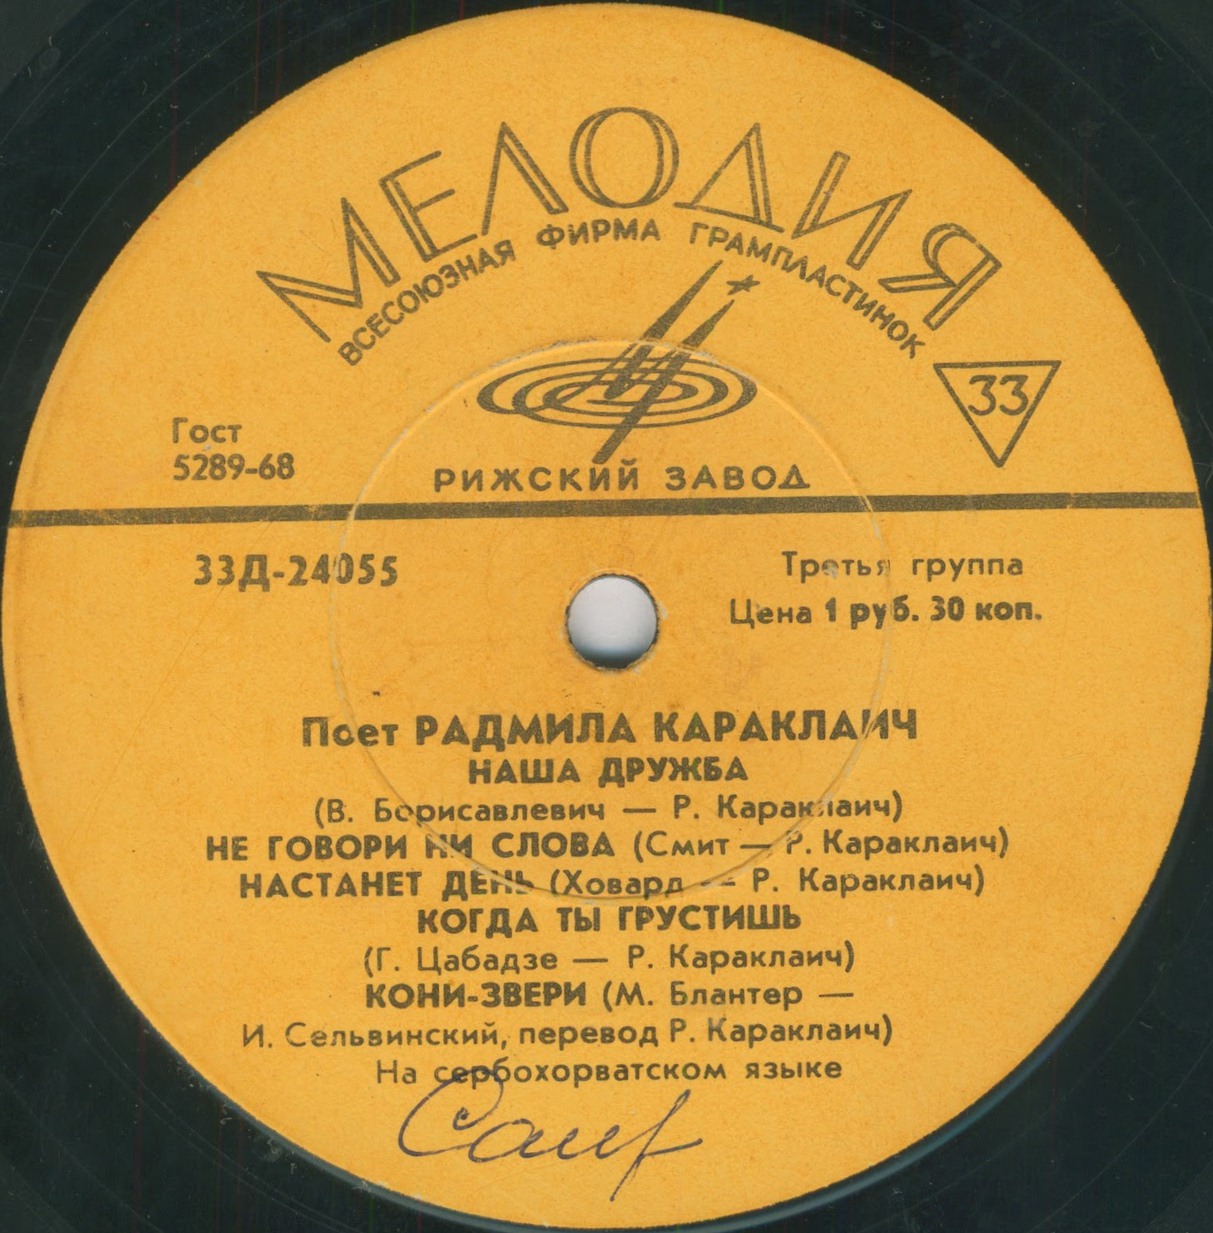 МЕЛОДИЯ
ВСЕСОЮЗНАЯ ФИРМА ГРАМПЛАСТИНОК
33
Гост
5289-68
РИЖСКИЙ ЗАВОД
33Д-24055
Третья группа
Цена 1 руб. 30 коп.
Поет РАДМИЛА КАРАКЛАИЧ
НАША ДРУЖБА
(В. Борисавлевич — Р. Караклаич)
НЕ ГОВОРИ НИ СЛОВА (Смит — Р. Караклаич)
НАСТАНЕТ ДЕНЬ (Ховард — Р. Караклаич)
КОГДА ТЫ ГРУСТИШЬ
(Г. Цабадзе — Р. Караклаич)
КОНИ-ЗВЕРИ (М. Блантер —
И. Сельвинский, перевод Р. Караклаич)
На сербохорватском языке